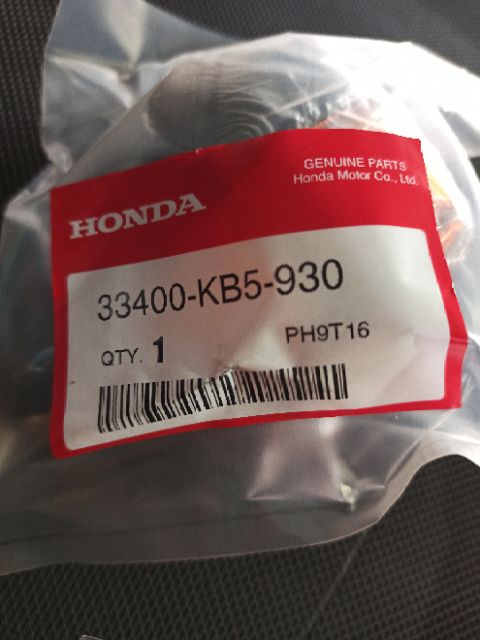 GENUINE PARTS
Honda Motor Co., Ltd.
HONDA
33400-KB5-930
QTY. 1
PH9T16